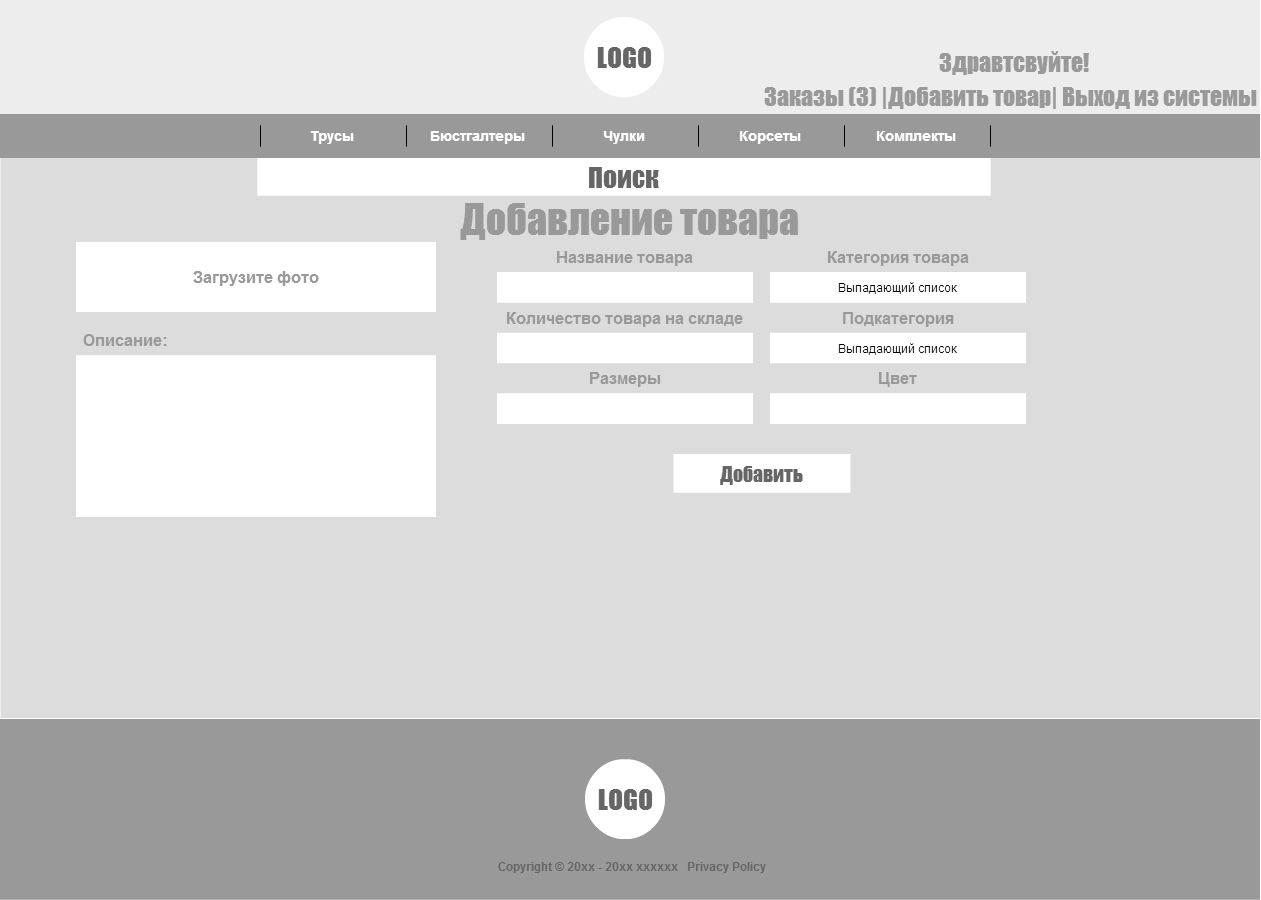 LOGO
Здравтсвуйте!
Заказы (3) |Добавить товар| Выход из системы
Трусы Бюстгалтеры Чулки Корсеты Комплекты
Поиск
Добавление товара
Загрузите фото
Описание:
Название товара Категория товара
Выпадающий список
Количество товара на складе Подкатегория
Выпадающий список
Размеры Цвет
Добавить
LOGO
Copyright © 20xx - 20xx xxxxxx Privacy Policy